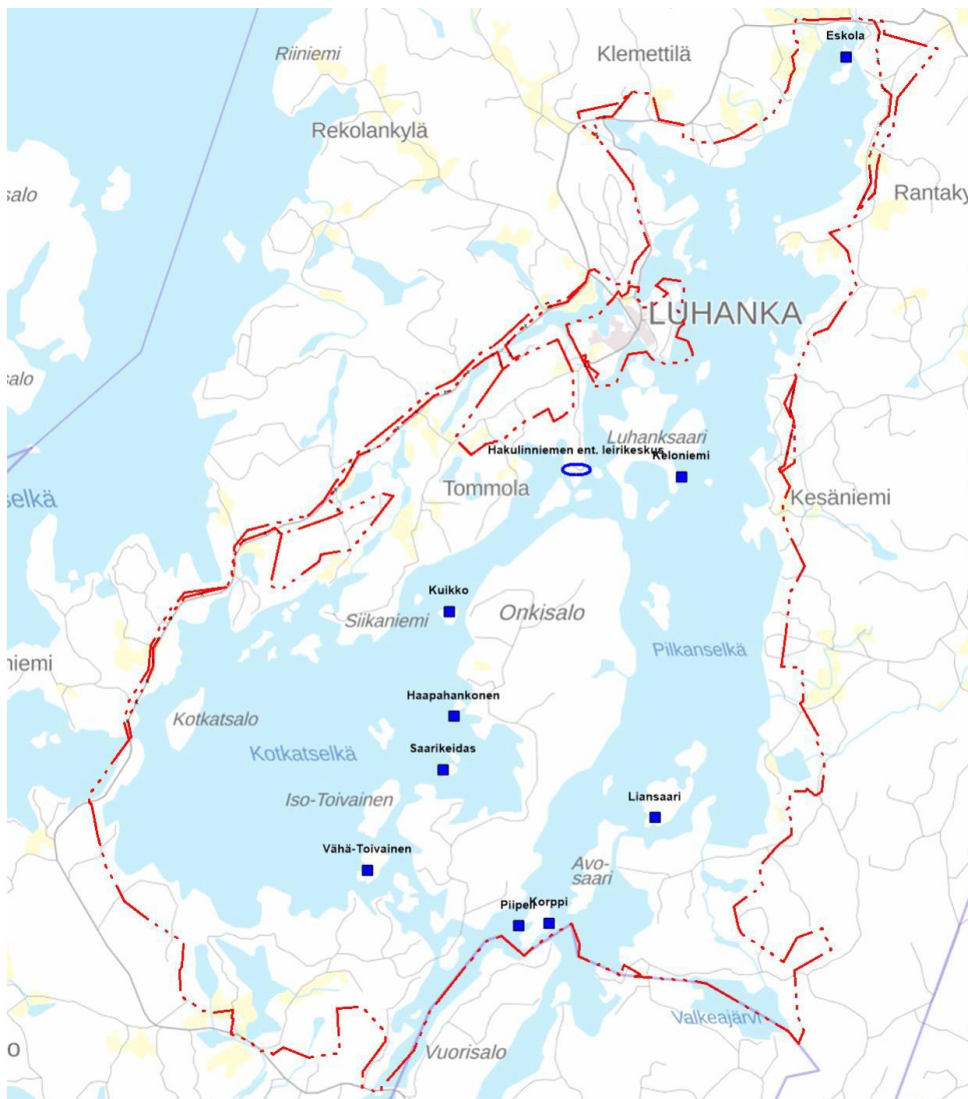 Eskola
Riiniemi
Klemettilä
Rekolankylä
salo
Rantaky
LUHANKA
salo
Luhanksaari
Hakulinniemen ent. leirikeskus
Keloniemi
Tommola
selkä
Kesäniemi
Kuikko
Siikaniemi
Onkisalo
Pilkanselkä
niemi
Haapahankonen
Kotkatsalo
Saarikeidas
Kotkatselkä
Iso-Toivainen
Liansaari
Vähä-Toivainen
Avo-
saari
Korppi
Valkeajärvi
Vuorisalo
o